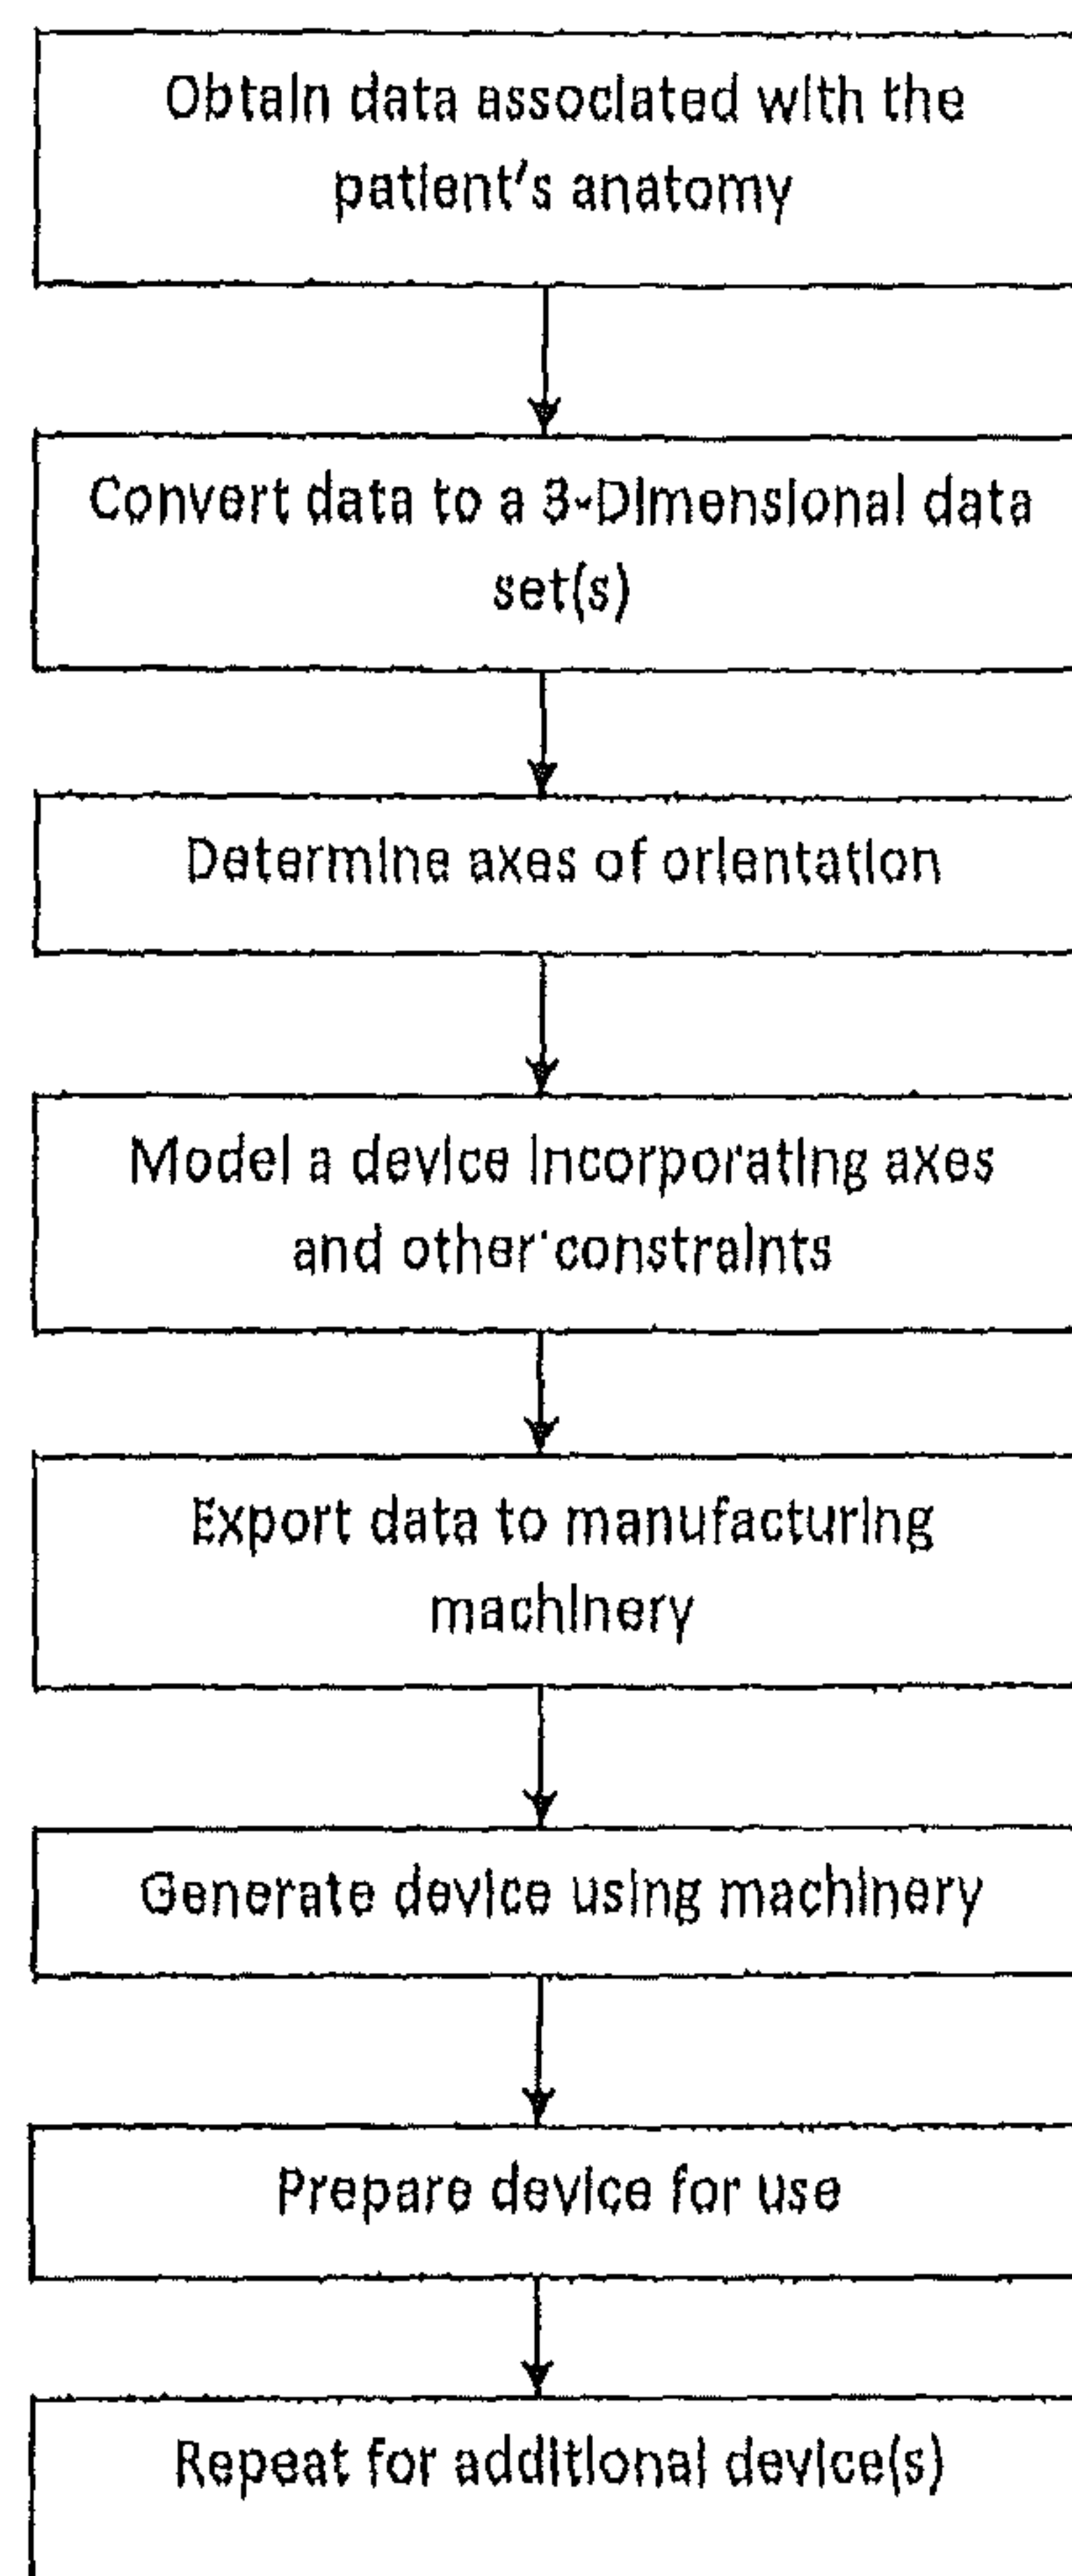 Obtain data associated with the
patient's anatomy
Convert data to a 3-Dimensional data
set(s)
Determine axes of orientation
Model a device incorporating axes
and other constraints
Export data to manufacturing
machinery
Generate device using machinery
Prepare device for use
Repeat for additional device(s)